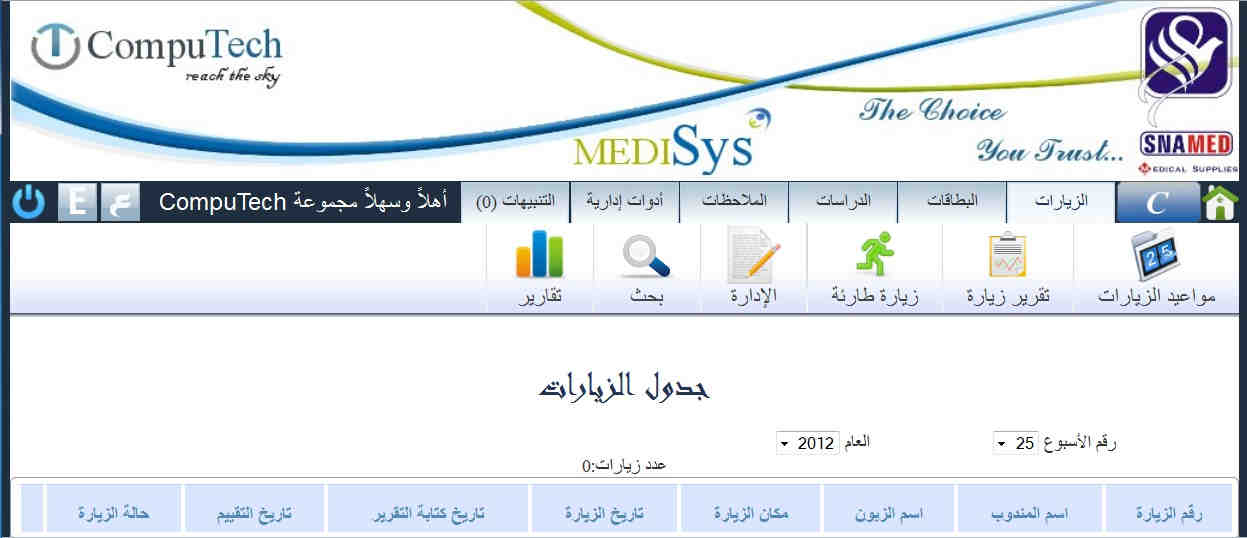 CompuTech
reach the sky
The Choice
You Trust...
MEDISys
SNAMED
MEDICAL SUPPLIES
C
الزيارات
البطاقات
الدراسات
الملاحظات
أدوات إدارية
التنبيهات (0)
أهلاً وسهلاً مجموعة CompuTech
ع
E
مواعيد الزيارات
تقرير زيارة
زيارة طارئة
الإدارة
بحث
تقارير
25
جدول الزيارات
رقم الأسبوع 25
العام 2012
عدد زيارات:0
رقم الزيارة
اسم المندوب
اسم الزبون
مكان الزيارة
تاريخ الزيارة
تاريخ كتابة التقرير
تاريخ التقييم
حالة الزيارة